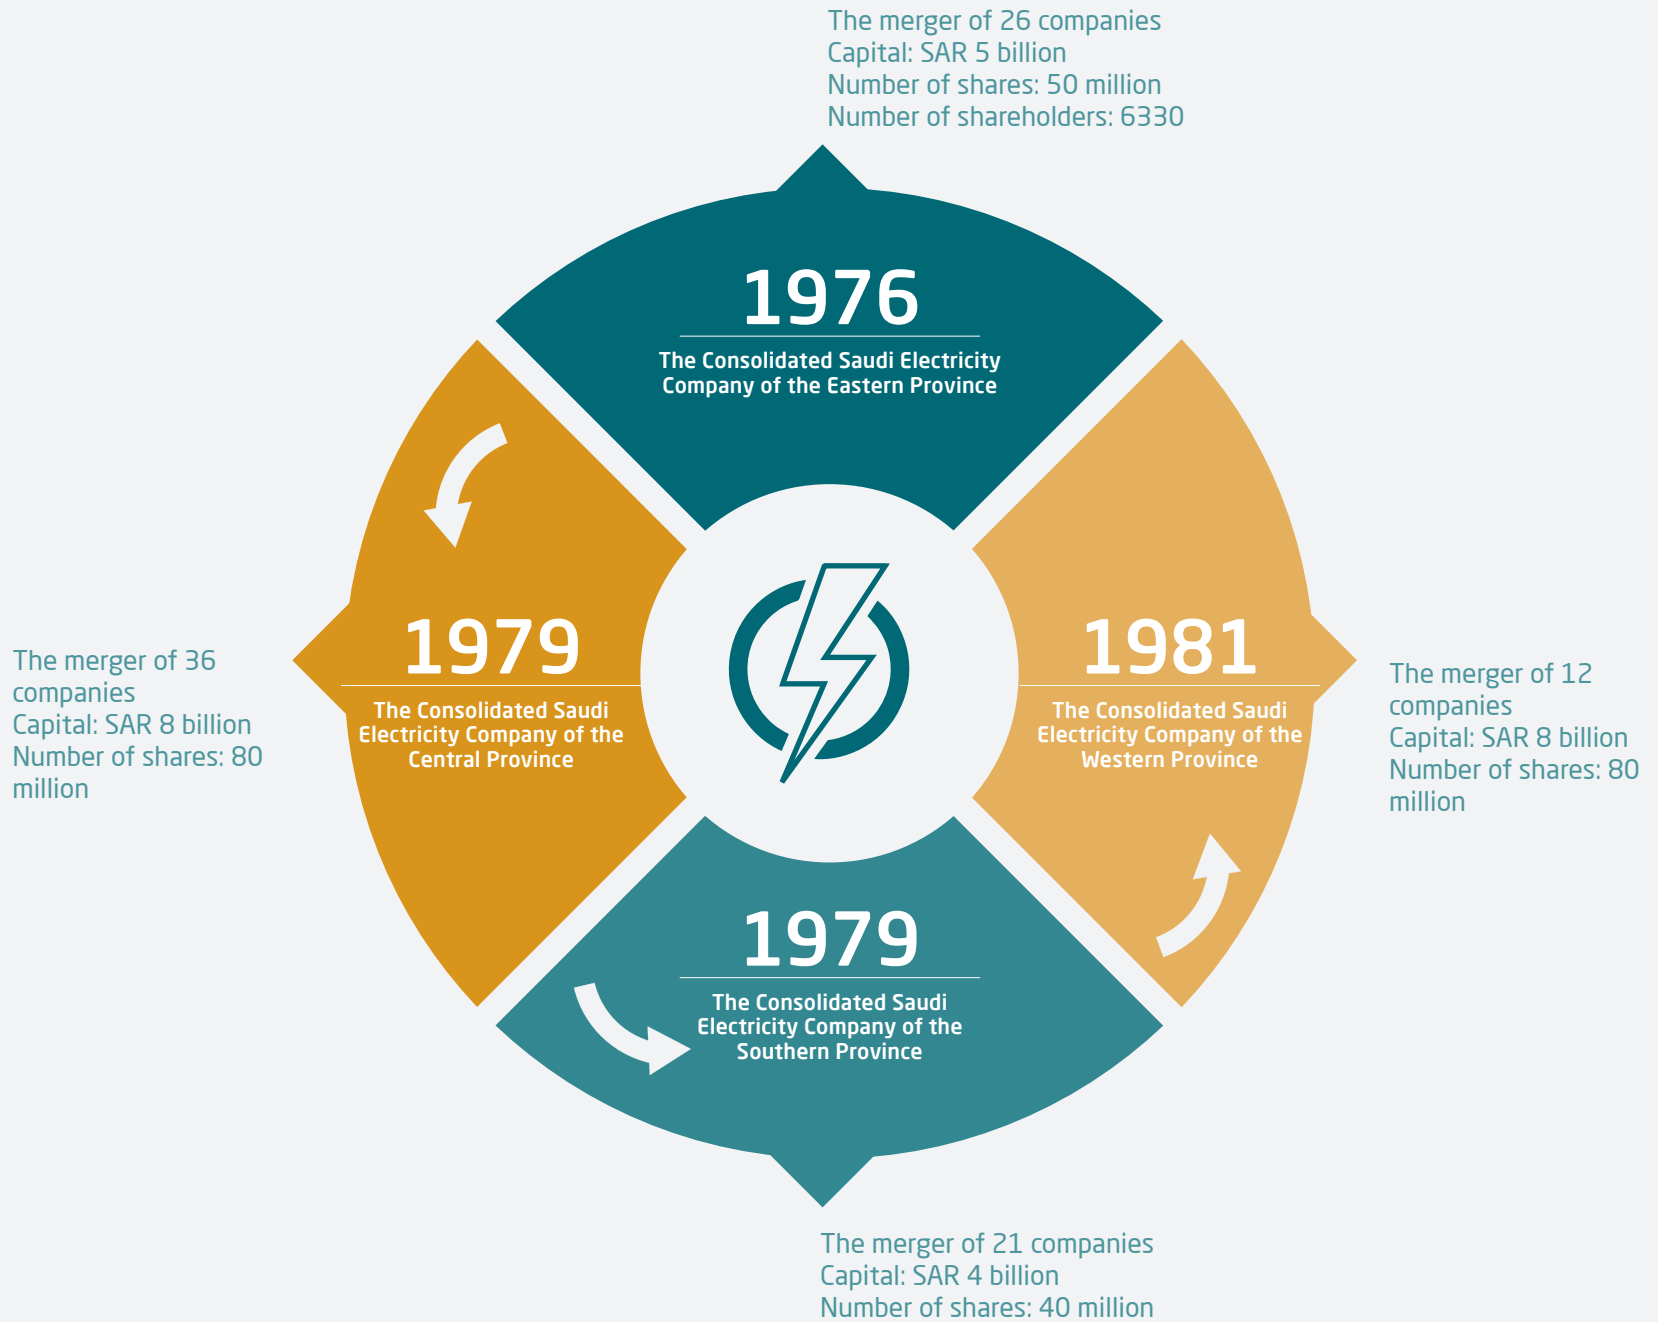 The merger of 26 companies
Capital: SAR 5 billion
Number of shares: 50 million
Number of shareholders: 6330
1976
The Consolidated Saudi Electricity
Company of the Eastern Province
1979
The Consolidated Saudi
Electricity Company of the
Central Province
The merger of 36
companies
Capital: SAR 8 billion
Number of shares: 80
million
1979
The Consolidated Saudi
Electricity Company of the
Southern Province
The merger of 21 companies
Capital: SAR 4 billion
Number of shares: 40 million
1981
The Consolidated Saudi
Electricity Company of the
Western Province
The merger of 12
companies
Capital: SAR 8 billion
Number of shares: 80
million